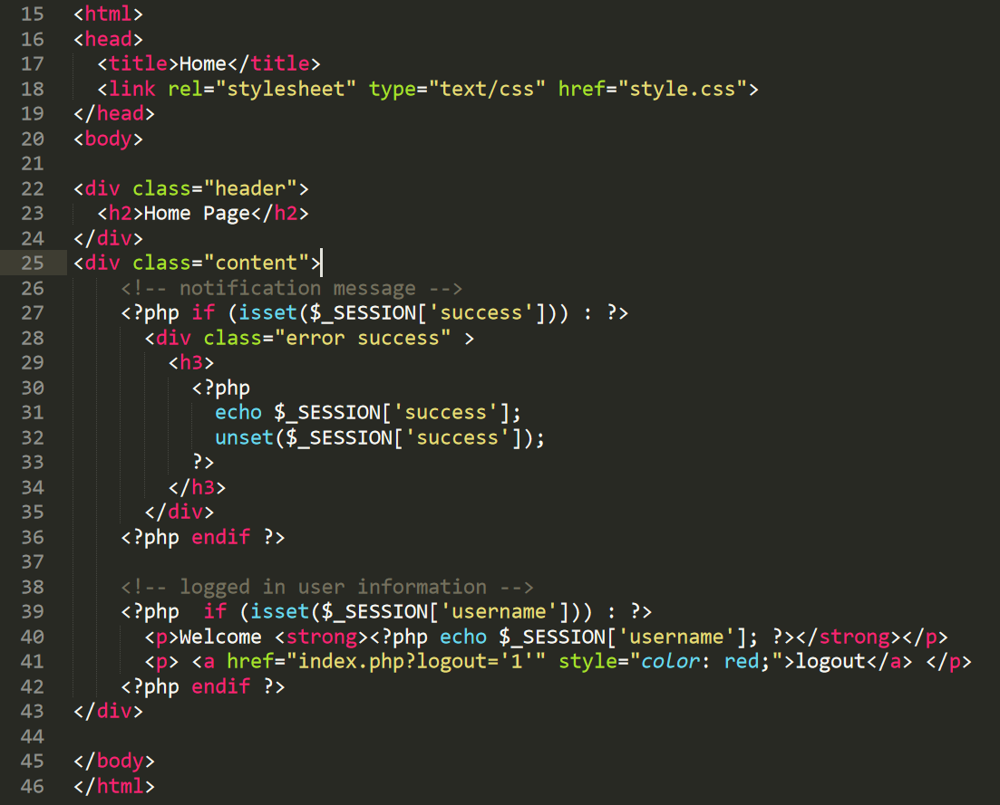 15 <html>
16 <head>
17   <title>Home</title>
18   <link rel="stylesheet" type="text/css" href="style.css">
19 </head>
20 <body>
21
22 <div class="header">
23   <h2>Home Page</h2>
24 </div>
25 <div class="content">
26     <!-- notification message -->
27     <?php if (isset($_SESSION['success'])) : ?>
28       <div class="error success" >
29         <h3>
30           <?php
31             echo $_SESSION['success'];
32             unset($_SESSION['success']);
33           ?>
34         </h3>
35       </div>
36     <?php endif ?>
37
38     <!-- logged in user information -->
39     <?php  if (isset($_SESSION['username'])) : ?>
40       <p>Welcome <strong><?php echo $_SESSION['username']; ?></strong></p>
41       <p> <a href="index.php?logout='1'" style="color: red;">logout</a> </p>
42     <?php endif ?>
43 </div>
44
45 </body>
46 </html>